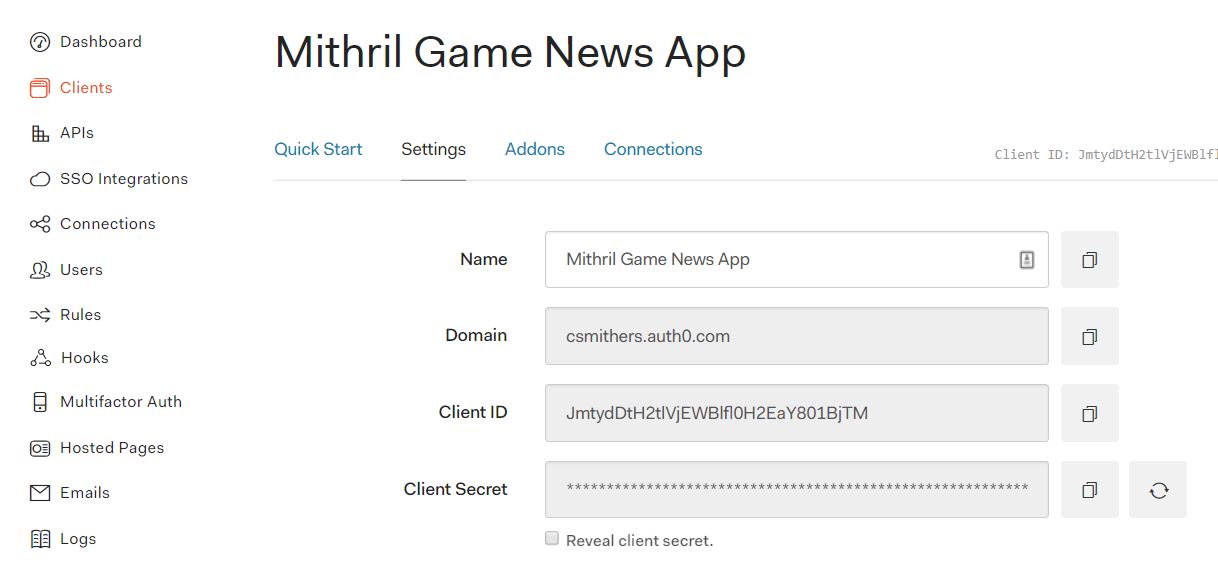 Dashboard
Clients
APIs
SSO Integrations
Connections
Users
Rules
Hooks
Multifactor Auth
Hosted Pages
Emails
Logs
Mithril Game News App
Quick Start Settings Addons Connections
Client ID: JmtydDtH2tlVjEWBlfl
Name Mithril Game News App
Domain csmithers.auth0.com
Client ID JmtydDtH2tlVjEWBlfl0H2EaY801BjTM
Client Secret **********************************************************
Reveal client secret.